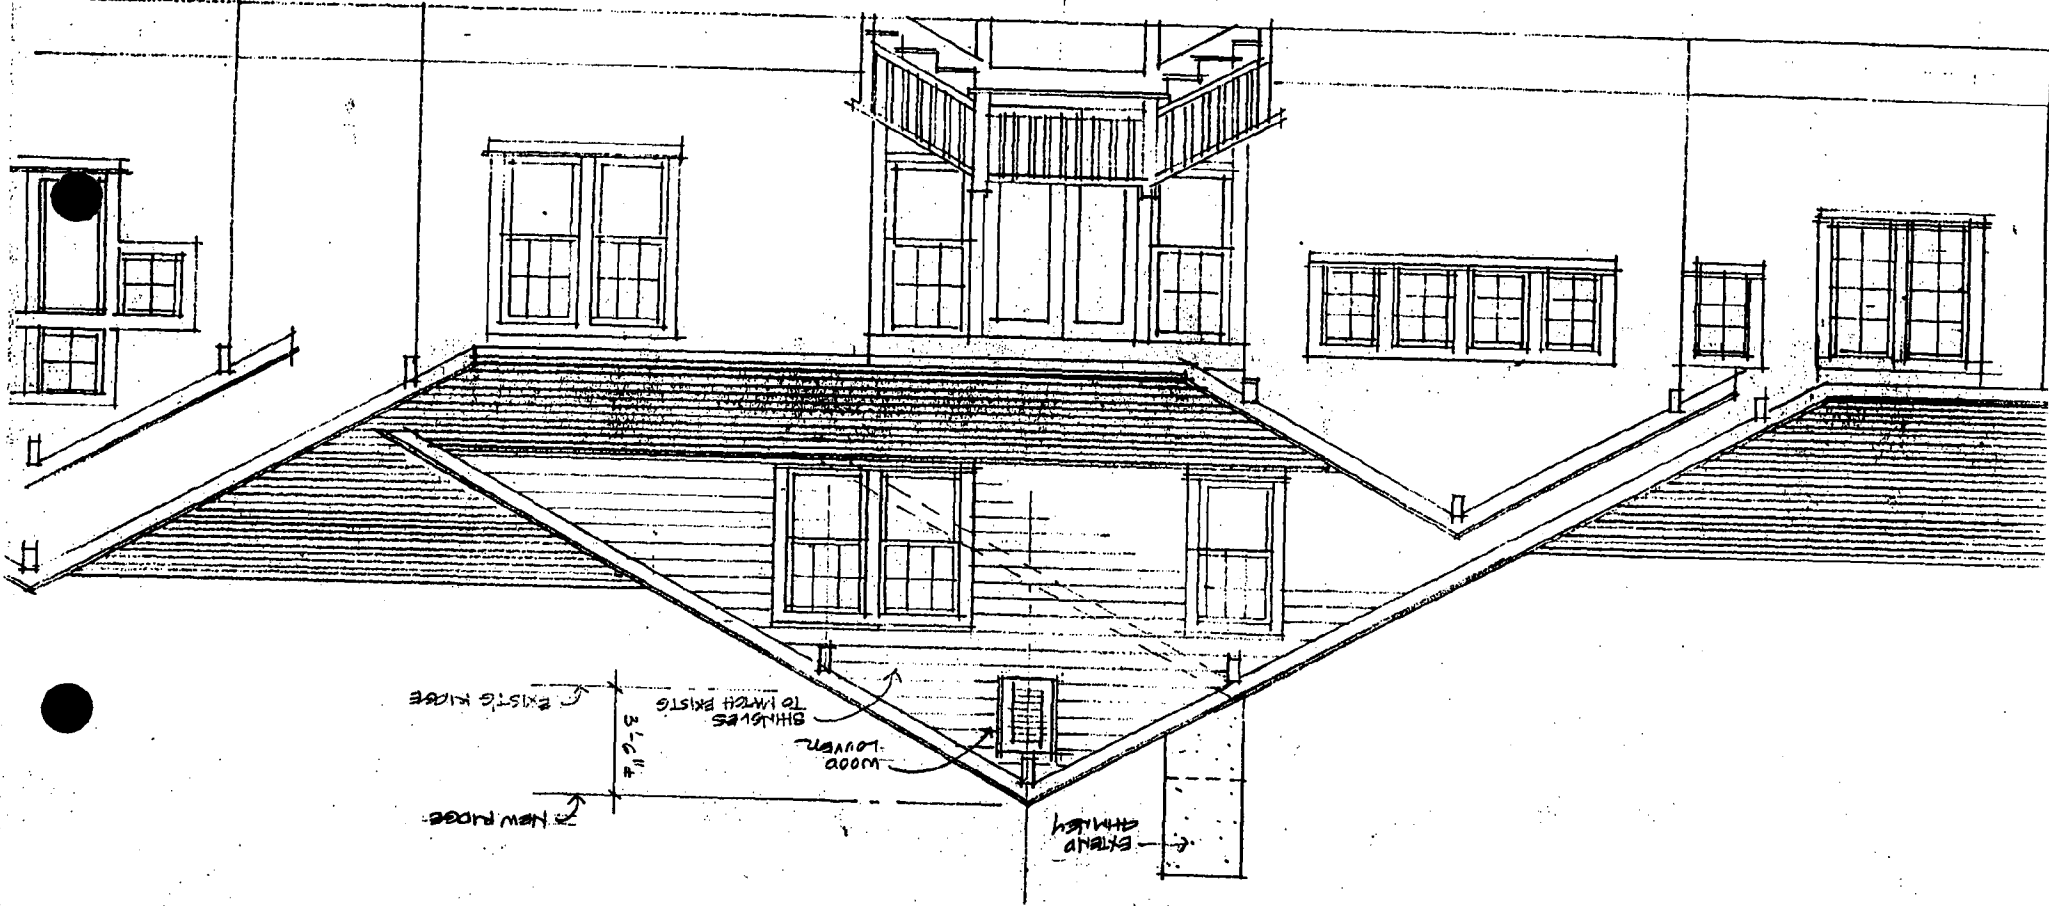 EXTEND
CHIMNEY
NEW RIDGE
3'-6"±
WOOD
LOUVER
SHINGLES
TO MATCH EXIST'G
EXIST'G RIDGE